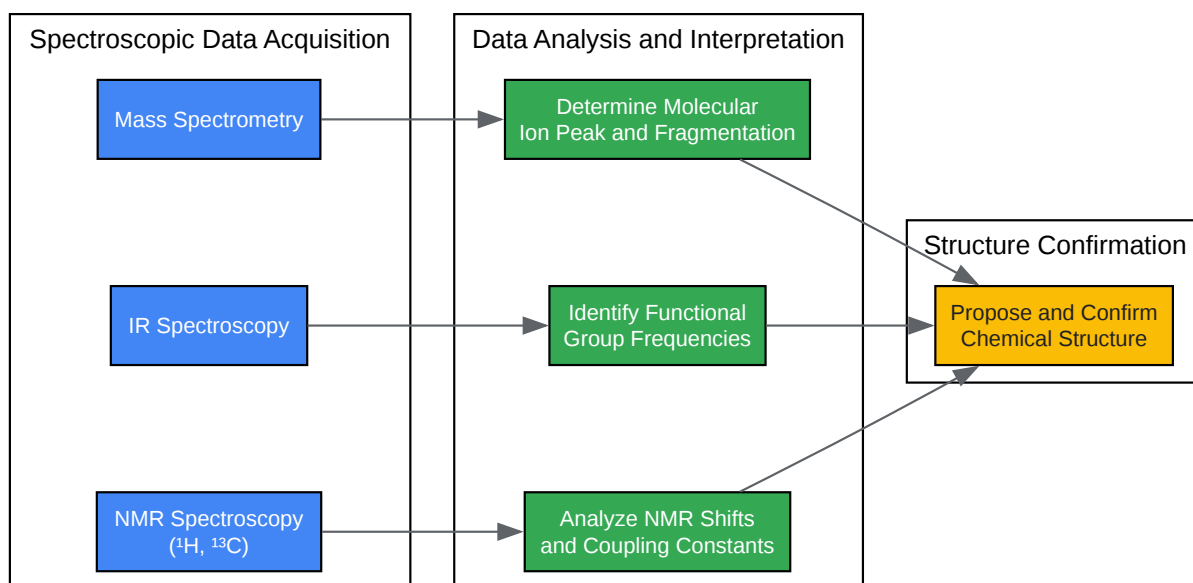 Spectroscopic Data Acquisition
Mass Spectrometry
IR Spectroscopy
NMR Spectroscopy
(¹H, ¹³C)
Data Analysis and Interpretation
Determine Molecular
Ion Peak and Fragmentation
Identify Functional
Group Frequencies
Analyze NMR Shifts
and Coupling Constants
Structure Confirmation
Propose and Confirm
Chemical Structure